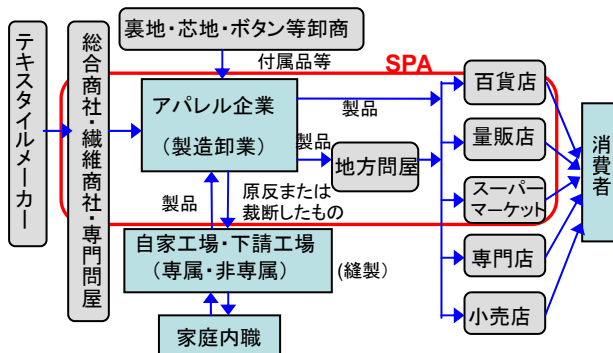 裏地・芯地・ボタン等卸商
付属品等
SPA
テキスタイルメーカー
総合商社・繊維商社・専門問屋
アパレル企業
（製造卸業）
製品
製品
地方問屋
百貨店
量販店
スーパー
マーケット
専門店
小売店
消費者
製品
原反または
裁断したもの
自家工場・下請工場
（専属・非専属）
(縫製）
家庭内職